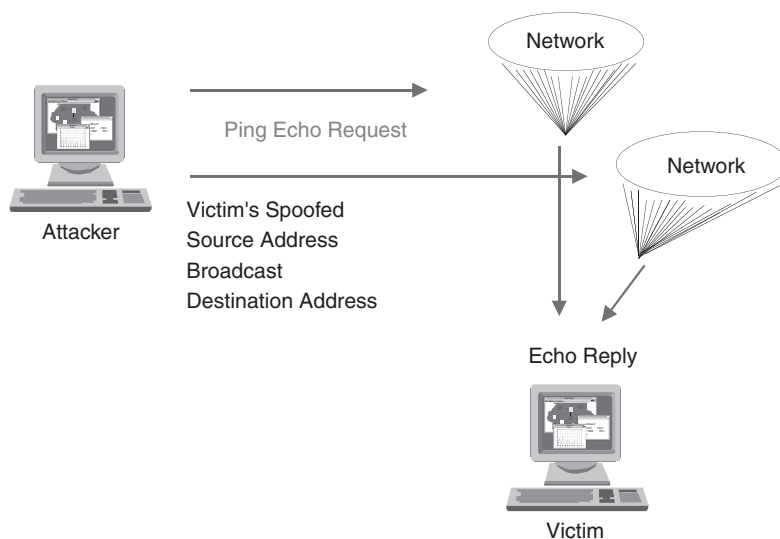 Network
Ping Echo Request
Network
Attacker
Victim's Spoofed
Source Address
Broadcast
Destination Address
Echo Reply
Victim